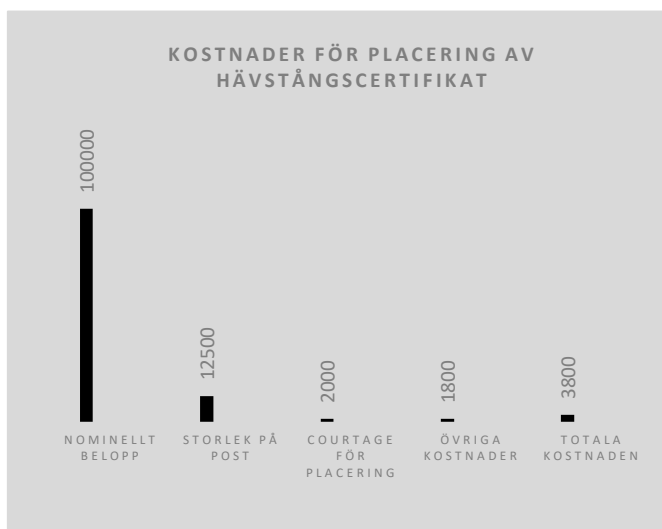 KOSTNADER FÖR PLACERING AV
HÄVSTÅNGSCERTIFIKAT
100000
12500
2000
1800
3800
NOMINELLT
BELOPP
STORLEK PÅ
POST
COURTAGE
FÖR
PLACERING
ÖVRIGA
KOSTNADER
TOTALA
KOSTNADEN